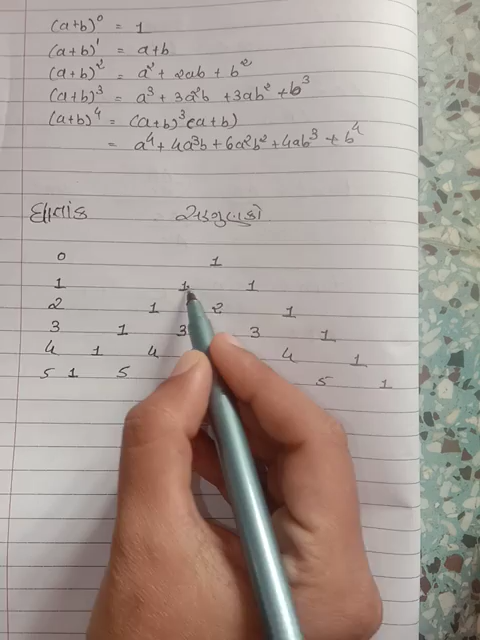 (a+b)⁰ = 1
(a+b)¹ = a+b
(a+b)² = a² + 2ab + b²
(a+b)³ = a³ + 3a²b + 3ab² + b³
(a+b)⁴ = (a+b)³(a+b)
= a⁴ + 4a³b + 6a²b² + 4ab³ + b⁴
ઘાતાંક સહગુણકો
0 1
1 1 1
2 1 2 1
3 1 3 3 1
4 1 4 4 1
5 1 5 5 1